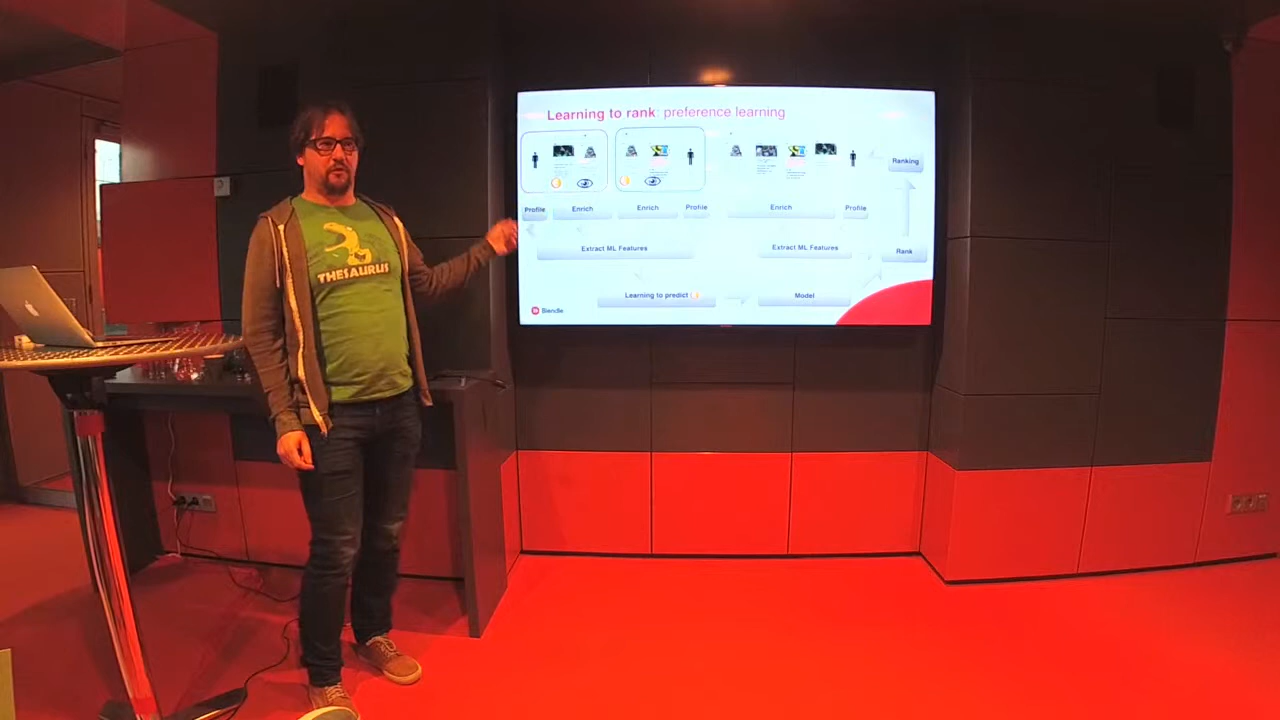 Learning to rank: preference learning
Ranking
Profile
Enrich
Enrich
Profile
Enrich
Profile
Extract ML Features
Extract ML Features
Rank
Learning to predict
Model
Blendle
THESAURUS